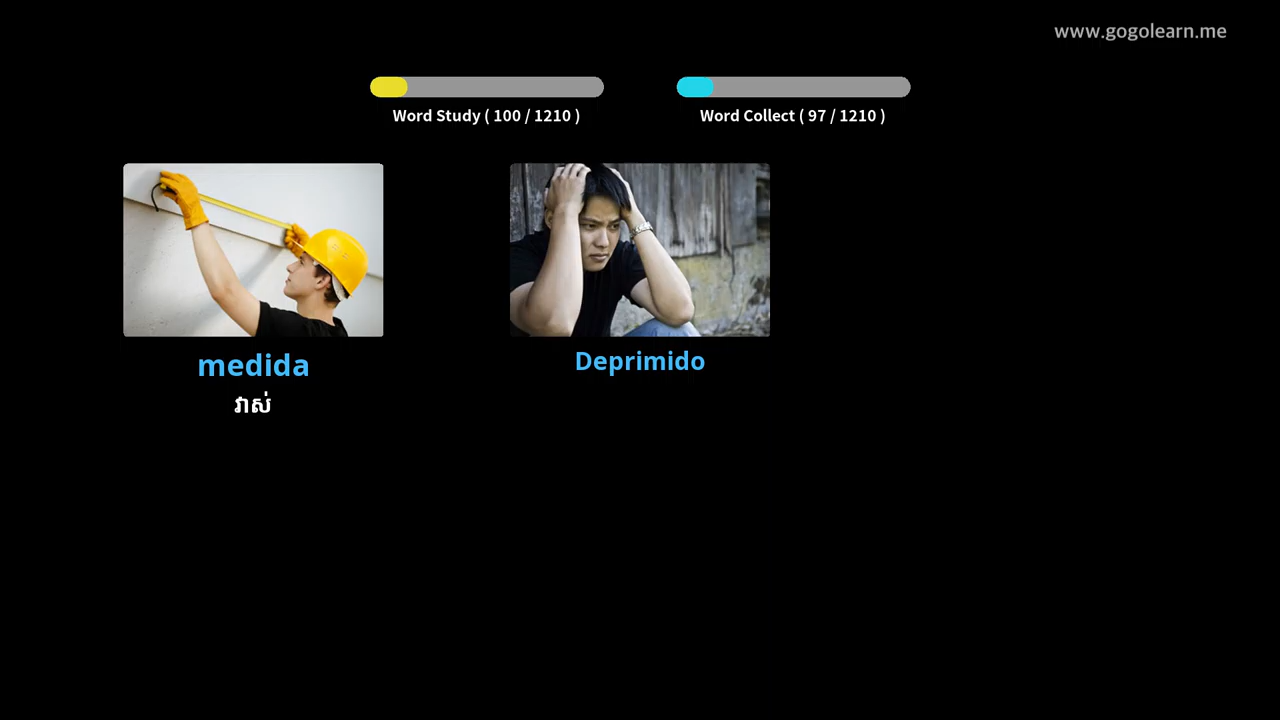 www.gogolearn.me
Word Study ( 100 / 1210 )
Word Collect ( 97 / 1210 )
medida
វាស់
Deprimido